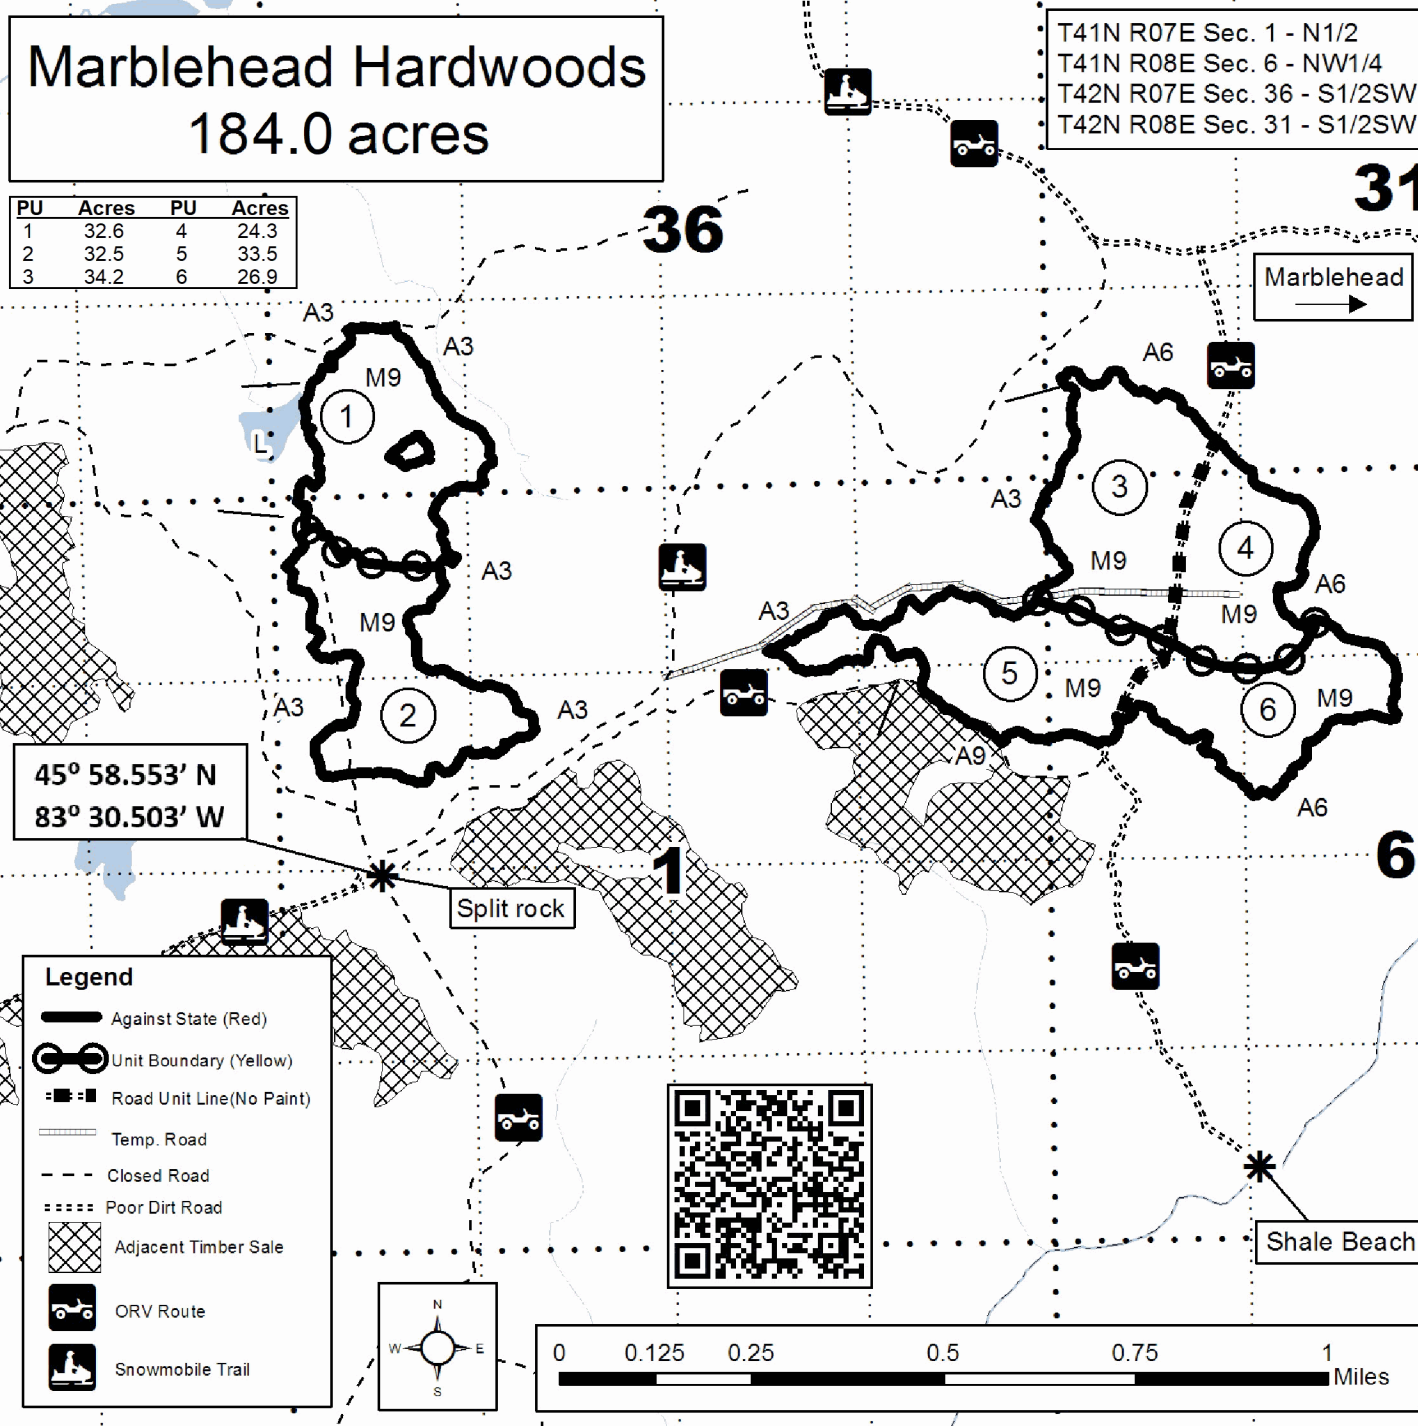 Marblehead Hardwoods
184.0 acres
T41N R07E Sec. 1 - N1/2
T41N R08E Sec. 6 - NW1/4
T42N R07E Sec. 36 - S1/2SW
T42N R08E Sec. 31 - S1/2SW
PU Acres PU Acres
1 32.6 4 24.3
2 32.5 5 33.5
3 34.2 6 26.9
36
31
Marblehead
A3
A3
M9
1
L
A6
A3
3
4
M9
A6
M9
A3
M9
A3
5
M9
6
M9
A3
2
A3
A9
A6
45º 58.553’ N
83º 30.503’ W
1
6
Split rock
Legend
Against State (Red)
Unit Boundary (Yellow)
Road Unit Line(No Paint)
Temp. Road
Closed Road
Poor Dirt Road
Adjacent Timber Sale
ORV Route
Snowmobile Trail
Shale Beach
N
W E
S
0 0.125 0.25 0.5 0.75 1
Miles